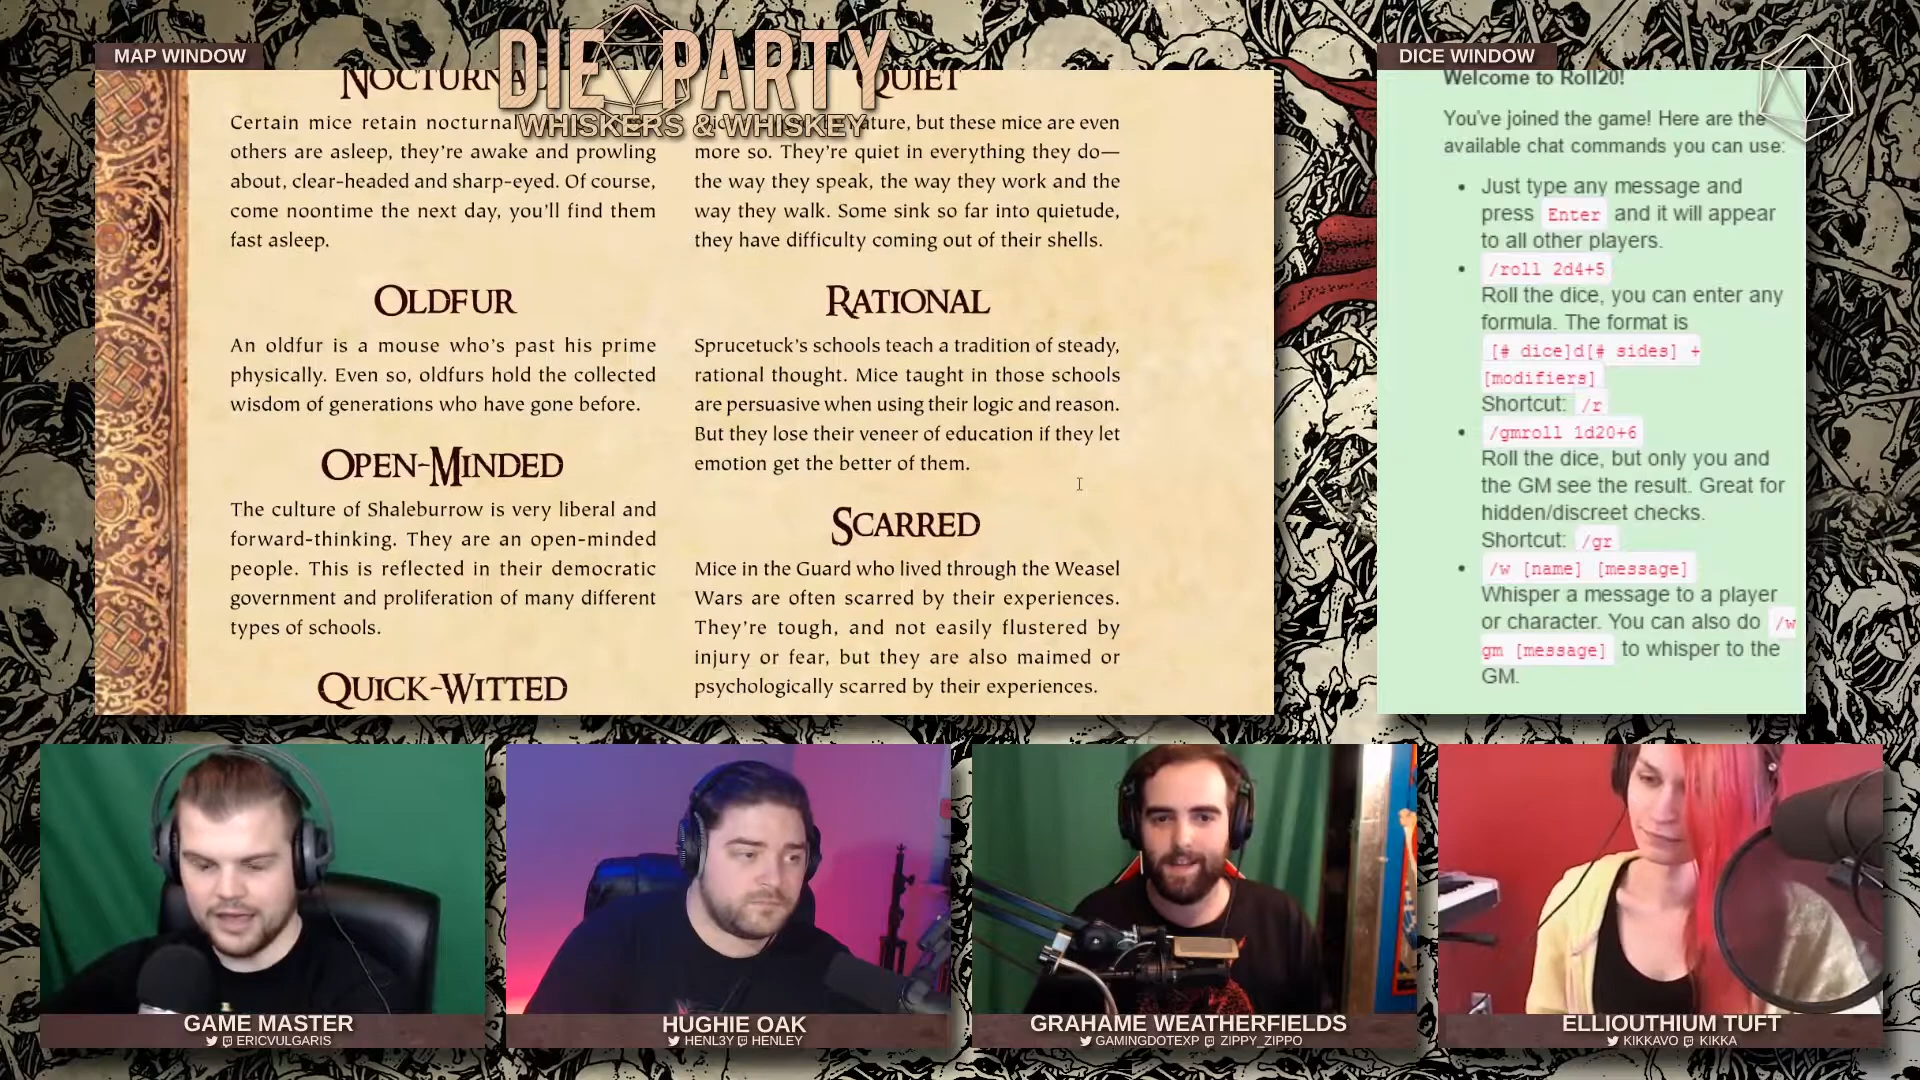 MAP WINDOW
DIE PARTY
WHISKERS & WHISKEY
DICE WINDOW
NOCTURNA
Certain mice retain nocturnal
others are asleep, they're awake and prowling
about, clear-headed and sharp-eyed. Of course,
come noontime the next day, you'll find them
fast asleep.
OLDFUR
An oldfur is a mouse who's past his prime
physically. Even so, oldfurs hold the collected
wisdom of generations who have gone before.
OPEN-MINDED
The culture of Shaleburrow is very liberal and
forward-thinking. They are an open-minded
people. This is reflected in their democratic
government and proliferation of many different
types of schools.
QUICK-WITTED
QUIET
ature, but these mice are even
more so. They're quiet in everything they do—
the way they speak, the way they work and the
way they walk. Some sink so far into quietude,
they have difficulty coming out of their shells.
RATIONAL
Sprucetuck's schools teach a tradition of steady,
rational thought. Mice taught in those schools
are persuasive when using their logic and reason.
But they lose their veneer of education if they let
emotion get the better of them.
SCARRED
Mice in the Guard who lived through the Weasel
Wars are often scarred by their experiences.
They're tough, and not easily flustered by
injury or fear, but they are also maimed or
psychologically scarred by their experiences.
Welcome to Roll20!
You've joined the game! Here are the
available chat commands you can use:
• Just type any message and
press Enter and it will appear
to all other players.
• /roll 2d4+5
Roll the dice, you can enter any
formula. The format is
[# dice]d[# sides] +
[modifiers]
Shortcut: /r
• /gmroll 1d20+6
Roll the dice, but only you and
the GM see the result. Great for
hidden/discreet checks.
Shortcut: /gr
• /w [name] [message]
Whisper a message to a player
or character. You can also do /w
gm [message] to whisper to the
GM.
GAME MASTER
ERICVULGARIS
HUGHIE OAK
HENL3Y HENLEY
GRAHAME WEATHERFIELDS
GAMINGDOTEXP ZIPPY_ZIPPO
ELLIOUTHIUM TUFT
KIKKAVO KIKKA